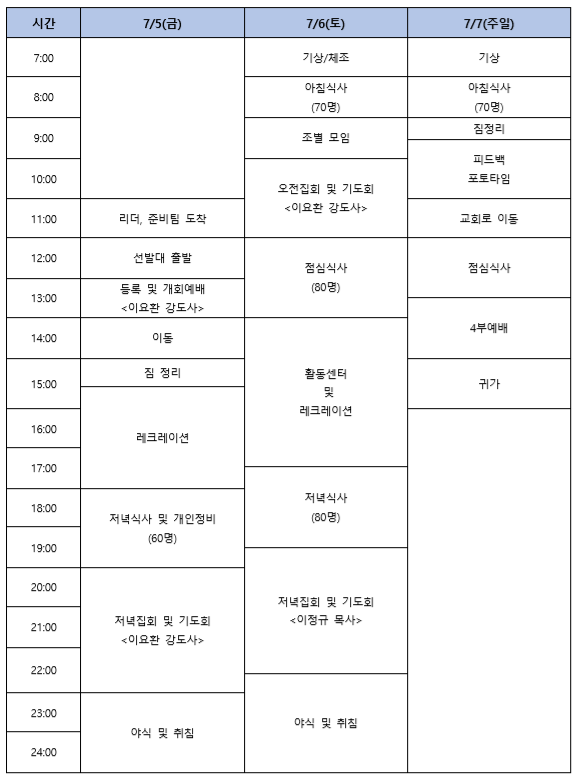 시간 7/5(금) 7/6(토) 7/7(주일)
7:00 기상/체조 기상
8:00 아침식사 아침식사
(70명) (70명)
9:00 조별 모임 짐정리
피드백
포토타임
10:00 오전집회 및 기도회
<이요환 강도사>
11:00 리더, 준비팀 도착 교회로 이동
12:00 선발대 출발 점심식사 점심식사
(80명)
13:00 등록 및 개회예배
<이요환 강도사>
14:00 이동 4부예배
15:00 짐 정리 활동센터 귀가
및
레크레이션
16:00 레크레이션
17:00
18:00 저녁식사 및 개인정비 저녁식사
(60명) (80명)
19:00
20:00 저녁집회 및 기도회 저녁집회 및 기도회
21:00 <이요환 강도사> <이정규 목사>
22:00
23:00 야식 및 취침 야식 및 취침
24:00